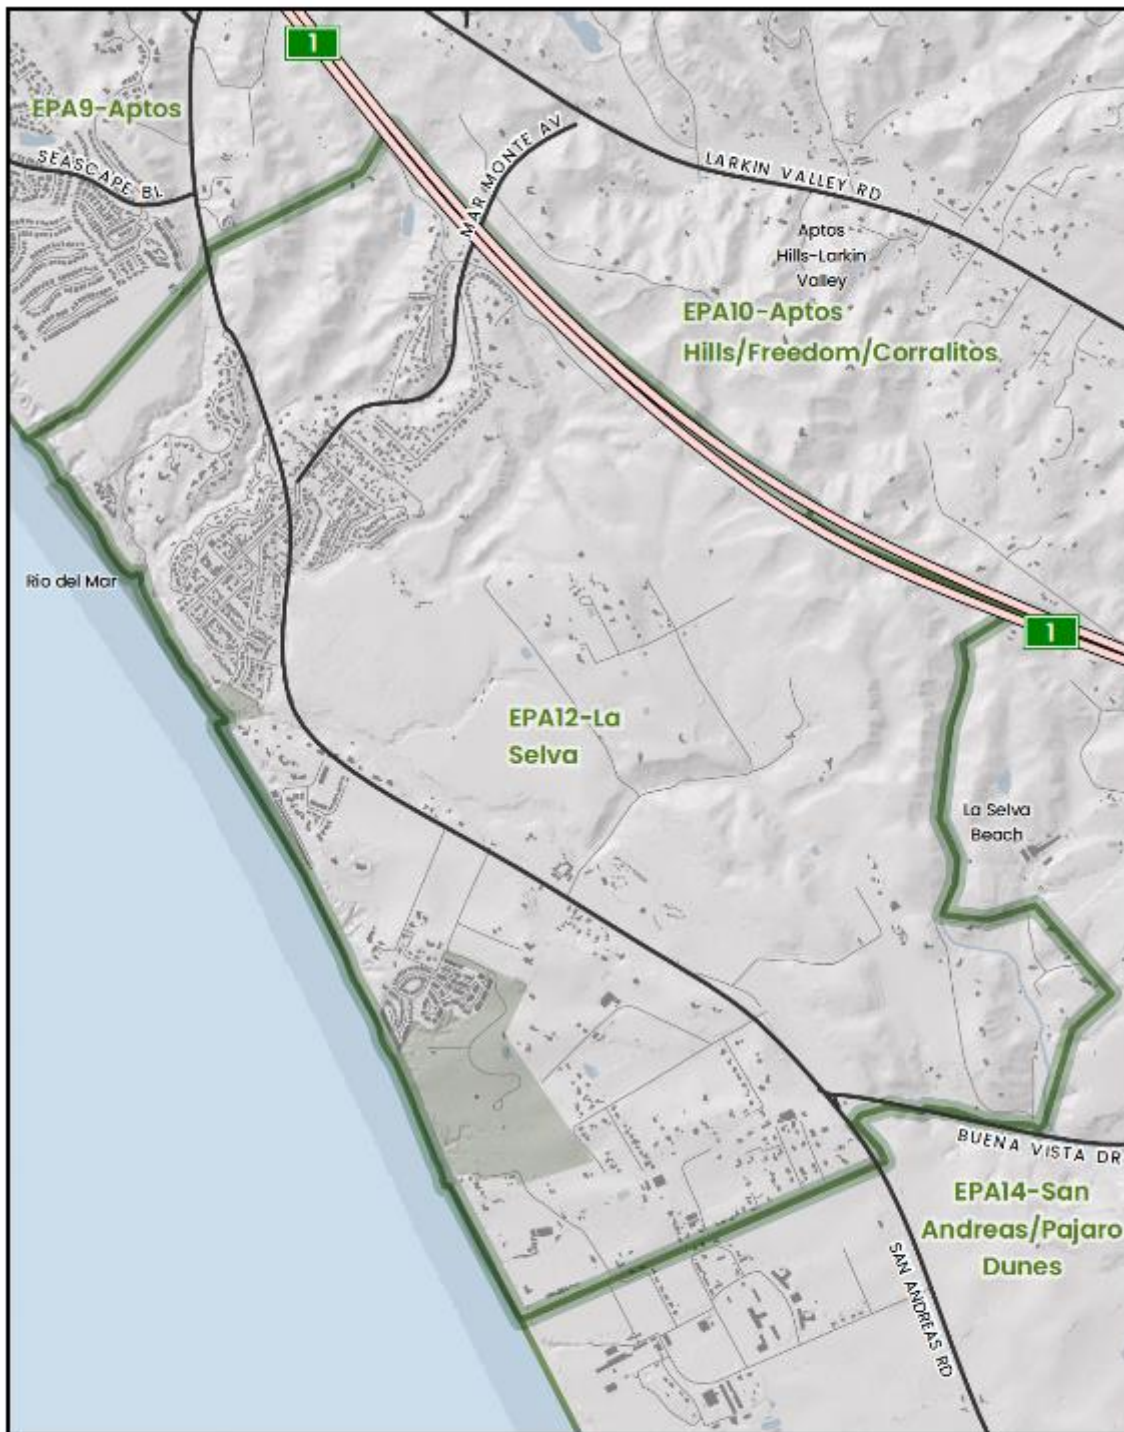 1
EPA9-Aptos
SEASCAPE BL
MAR MONTE AV
LARKIN VALLEY RD
Aptos
Hills-Larkin
Valley
EPA10-Aptos
Hills/Freedom/Corralitos
Rio del Mar
1
EPA12-La
Selva
La Selva
Beach
BUENA VISTA DR
EPA14-San
Andreas/Pajaro
Dunes
SAN ANDREAS RD